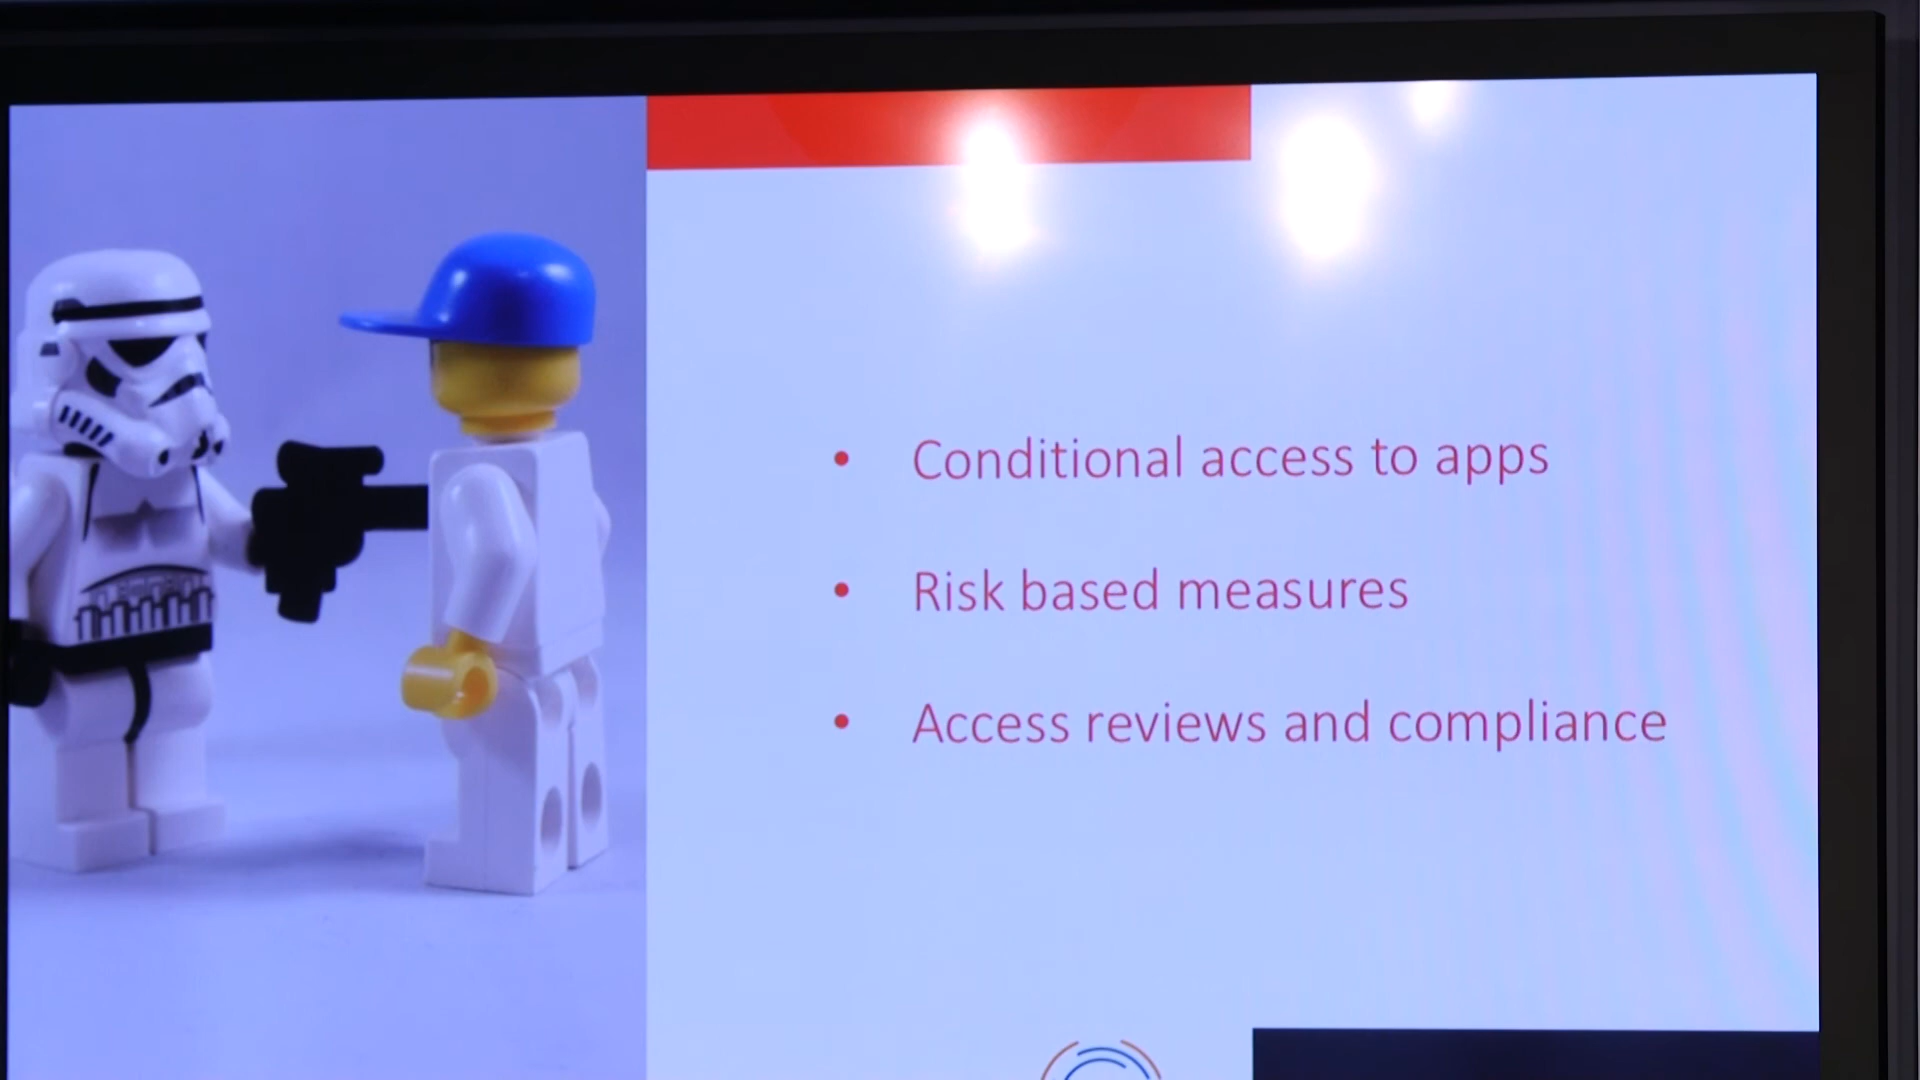 • Conditional access to apps
• Risk based measures
• Access reviews and compliance